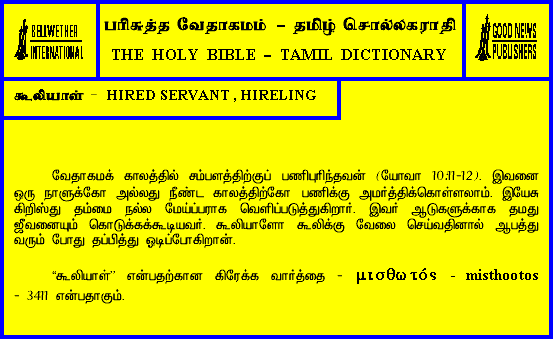 BELLWETHER
INTERNATIONAL
பரிசுத்த வேதாகமம் – தமிழ் சொல்லகராதி
THE HOLY BIBLE – TAMIL DICTIONARY
GOOD NEWS
PUBLISHERS
கூலியாள் – HIRED SERVANT , HIRELING
வேதாகமக் காலத்தில் சம்பளத்திற்குப் பணிபுரிந்தவன் (யோவா 10:11-12). இவனை
ஒரு நாளுக்கோ அல்லது நீண்ட காலத்திற்கோ பணிக்கு அமர்த்திக்கொள்ளலாம். இயேசு
கிறிஸ்து தம்மை நல்ல மேய்ப்பராக வெளிப்படுத்துகிறார். இவர் ஆடுகளுக்காக தமது
ஜீவனையும் கொடுக்கக்கூடியவர். கூலியாளோ கூலிக்கு வேலை செய்வதினால் ஆபத்து
வரும் போது தப்பித்து ஓடிப்போகிறான்.
“கூலியாள்” என்பதற்கான கிரேக்க வார்த்தை – μισθωτός - misthootos
– 3411 என்பதாகும்.